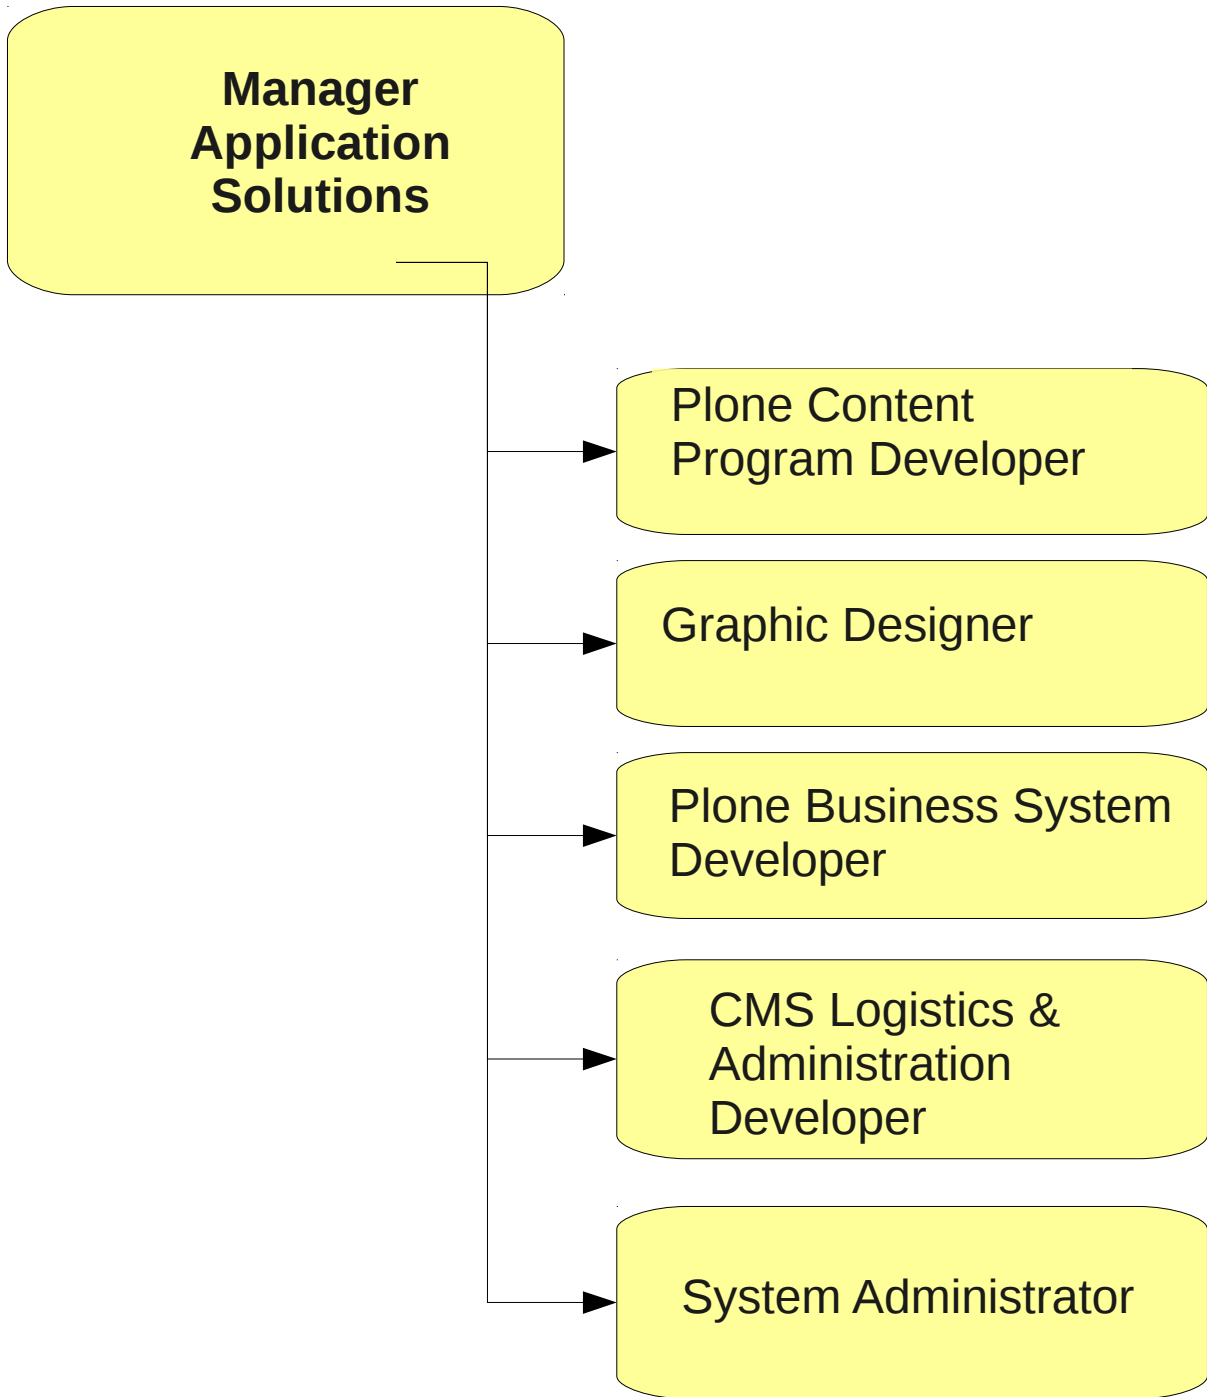 Manager
Application
Solutions
Plone Content
Program Developer
Graphic Designer
Plone Business System
Developer
CMS Logistics &
Administration
Developer
System Administrator